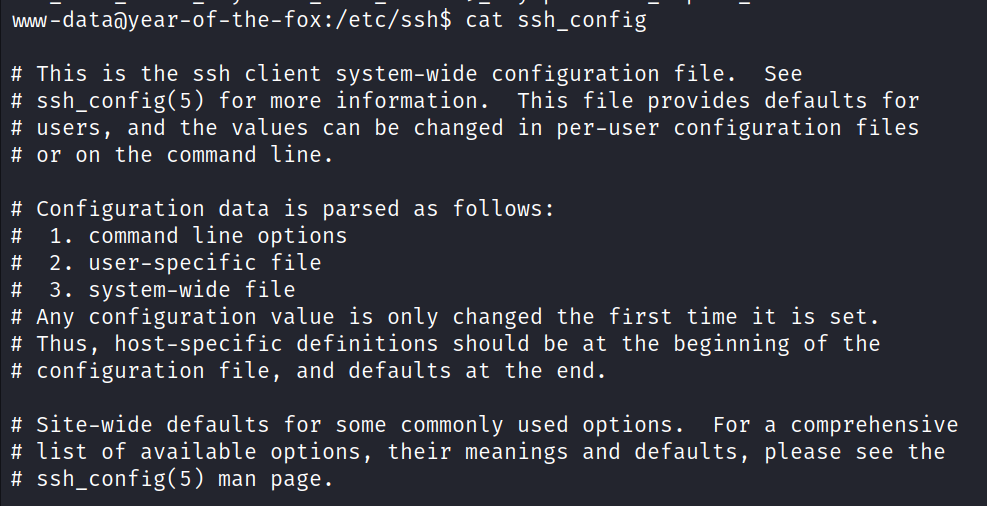 www-data@year-of-the-fox:/etc/ssh$ cat ssh_config

# This is the ssh client system-wide configuration file.  See
# ssh_config(5) for more information.  This file provides defaults for
# users, and the values can be changed in per-user configuration files
# or on the command line.

# Configuration data is parsed as follows:
#  1. command line options
#  2. user-specific file
#  3. system-wide file
# Any configuration value is only changed the first time it is set.
# Thus, host-specific definitions should be at the beginning of the
# configuration file, and defaults at the end.

# Site-wide defaults for some commonly used options.  For a comprehensive
# list of available options, their meanings and defaults, please see the
# ssh_config(5) man page.